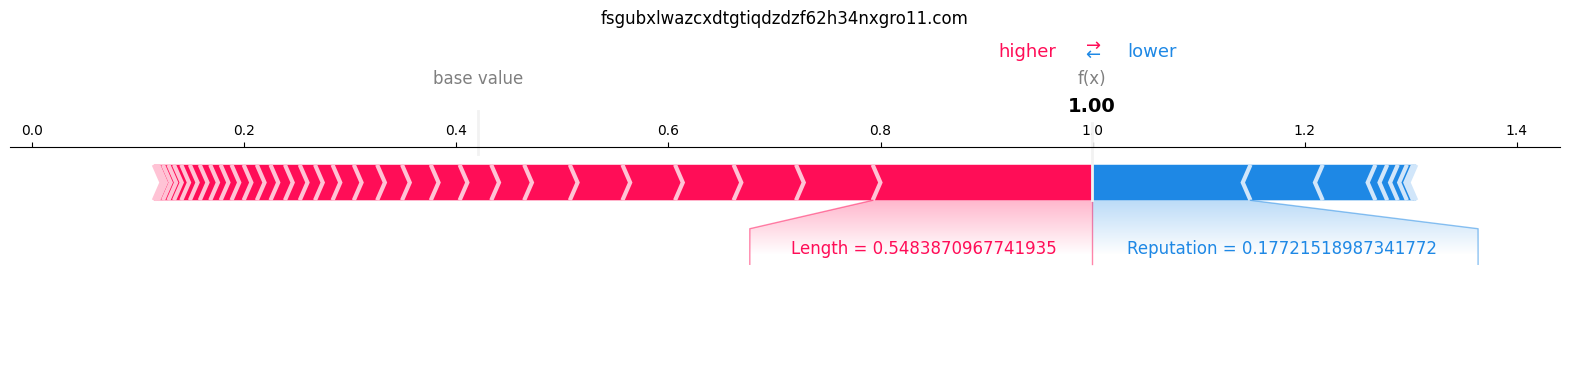 fsgubxlwazcxdtgtiqdzdzf62h34nxgro11.com
higher ⇄ lower
base value f(x)
1.00
0.0 0.2 0.4 0.6 0.8 1.0 1.2 1.4
Length = 0.5483870967741935 Reputation = 0.17721518987341772